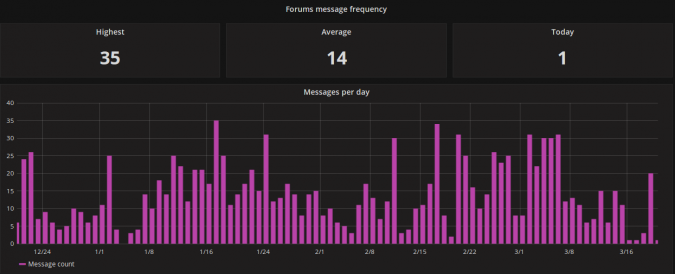 Forums message frequency
Highest
Average
Today
35
14
1
Messages per day
40
35
30
25
20
15
10
5
0
12/24 1/1 1/8 1/16 1/24 2/1 2/8 2/15 2/22 3/1 3/8 3/16
Message count